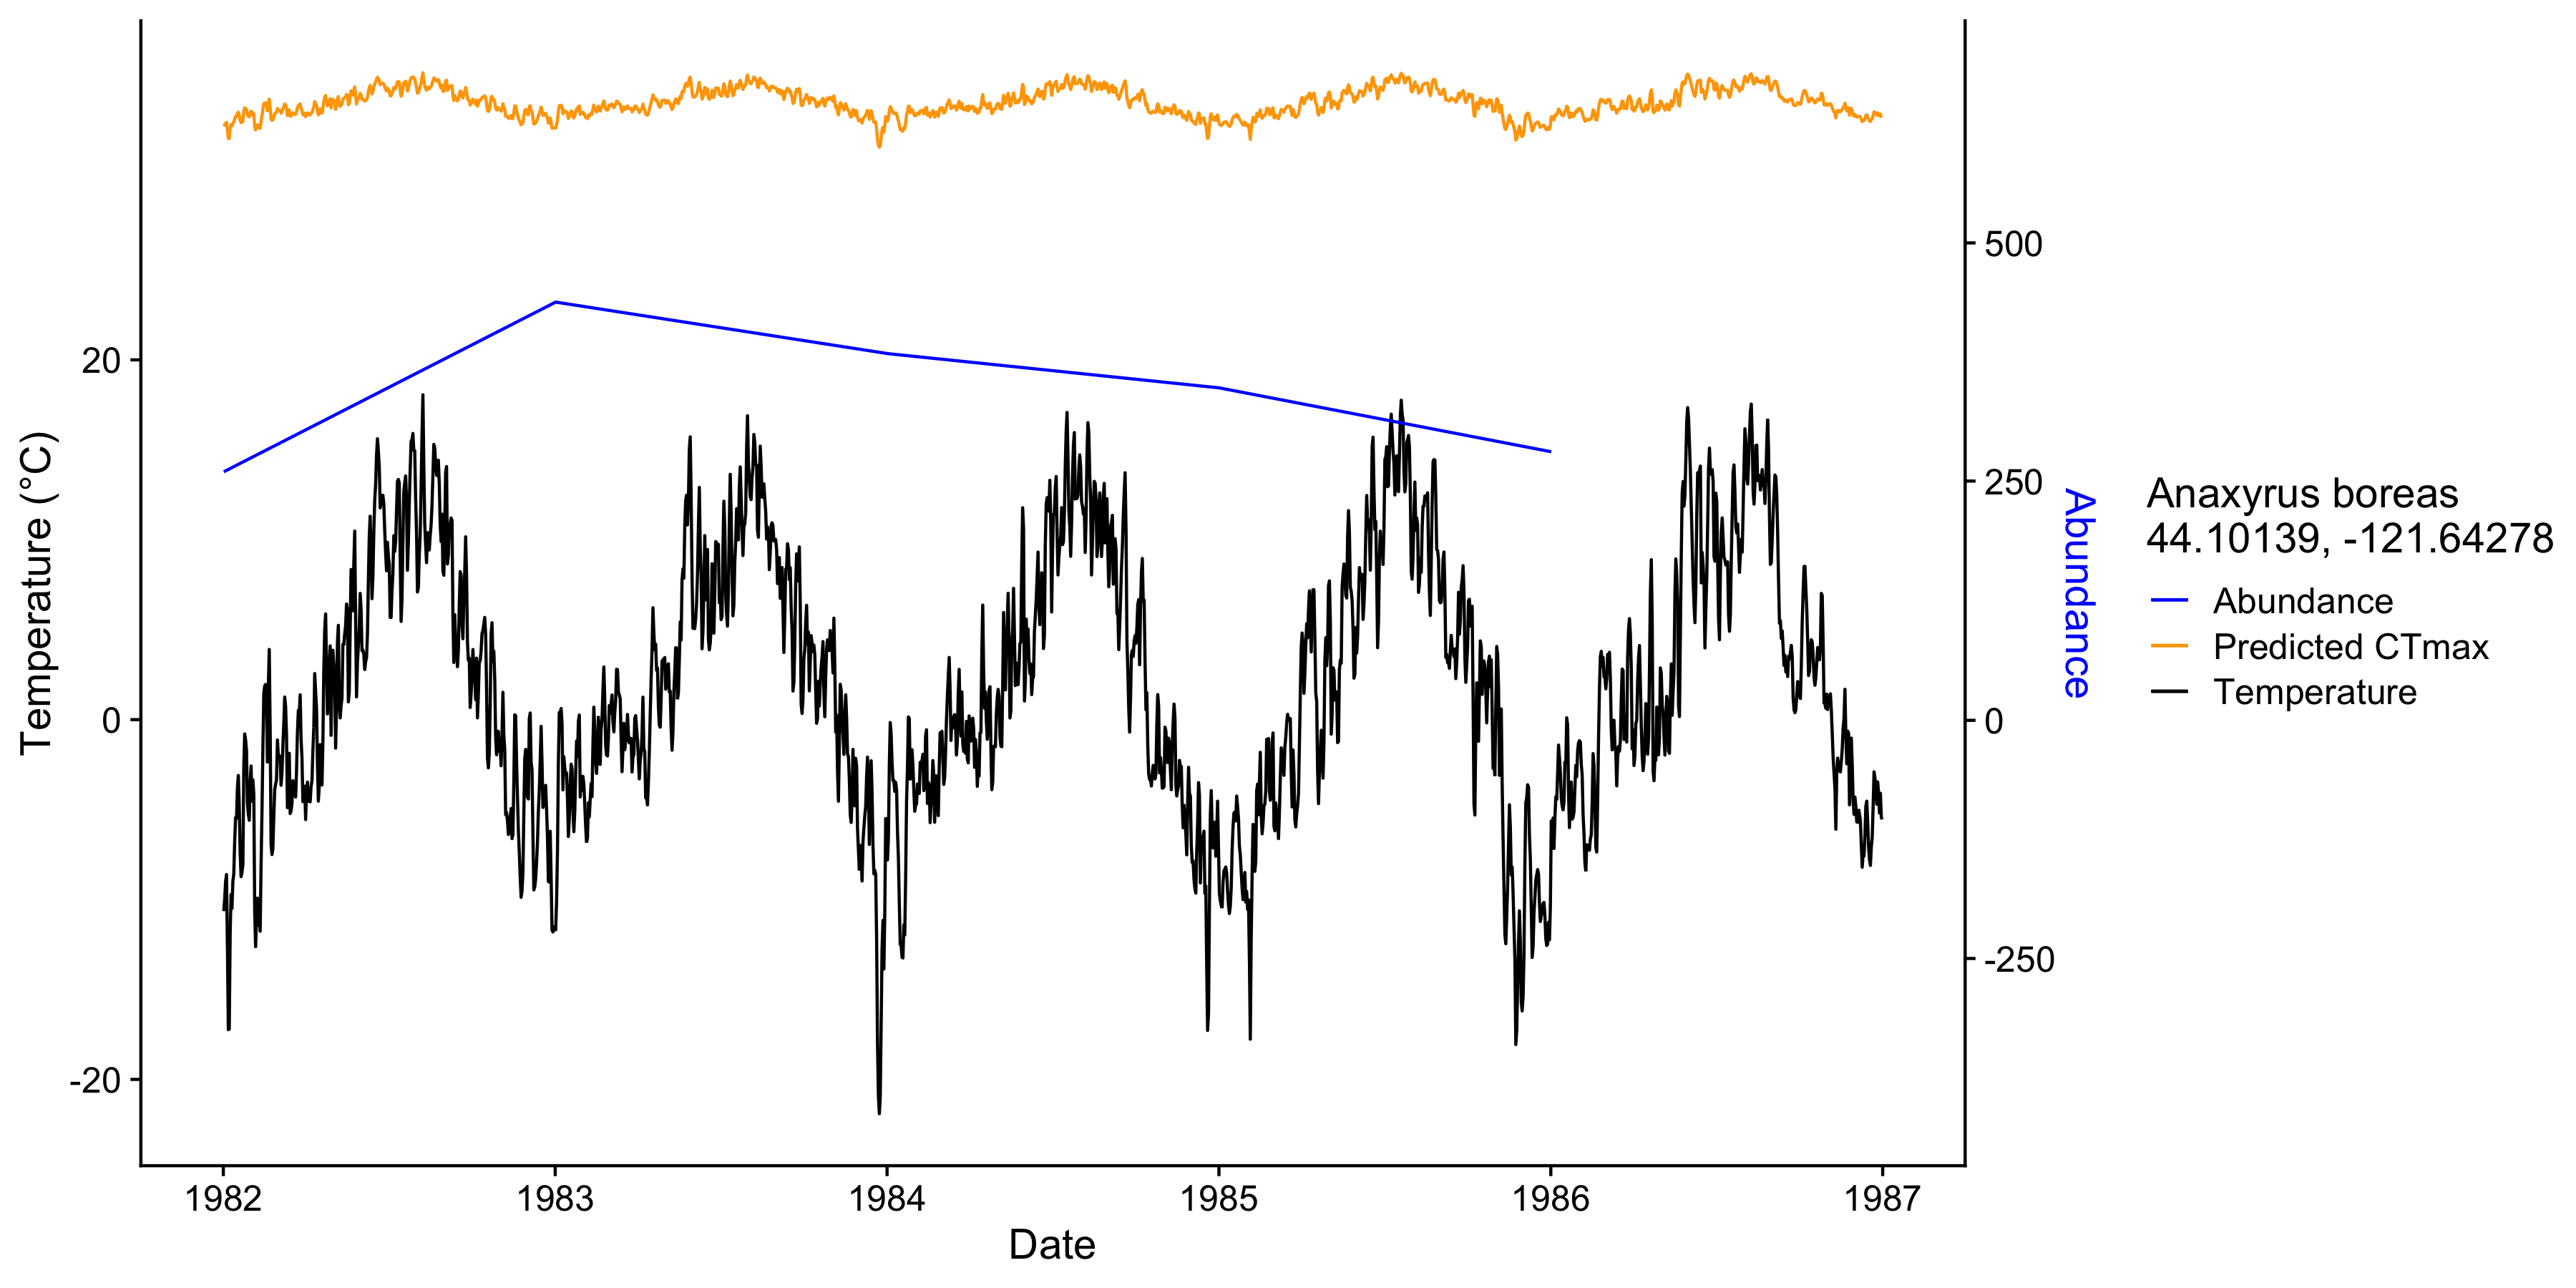 Temperature (°C)
20
0
-20
1982
1983
1984
1985
1986
1987
Date
500
250
0
-250
Abundance
Anaxyrus boreas
44.10139, -121.64278
Abundance
Predicted CTmax
Temperature